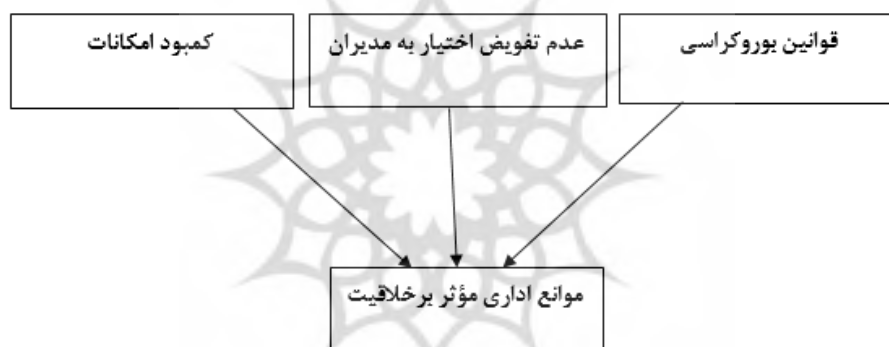 قوانین بوروکراسی
عدم تفویض اختیار به مدیران
کمبود امکانات
موانع اداری مؤثر برخلاقیت